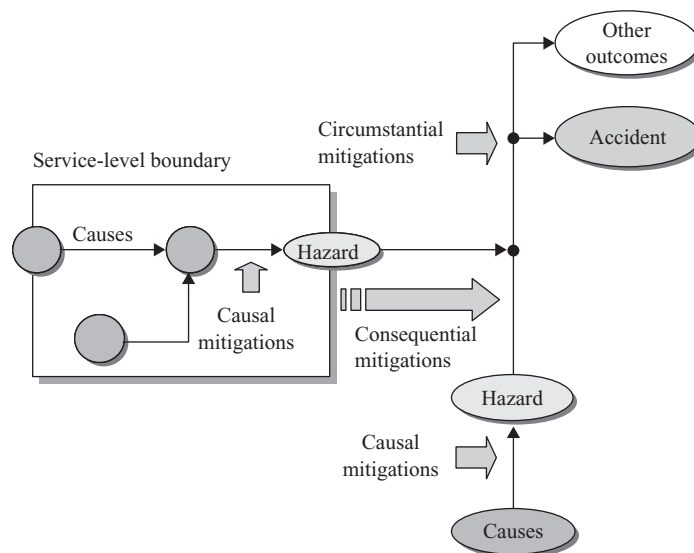 Other
outcomes
Circumstantial
mitigations
Accident
Service-level boundary
Causes
Hazard
Causal
mitigations
Consequential
mitigations
Hazard
Causal
mitigations
Causes